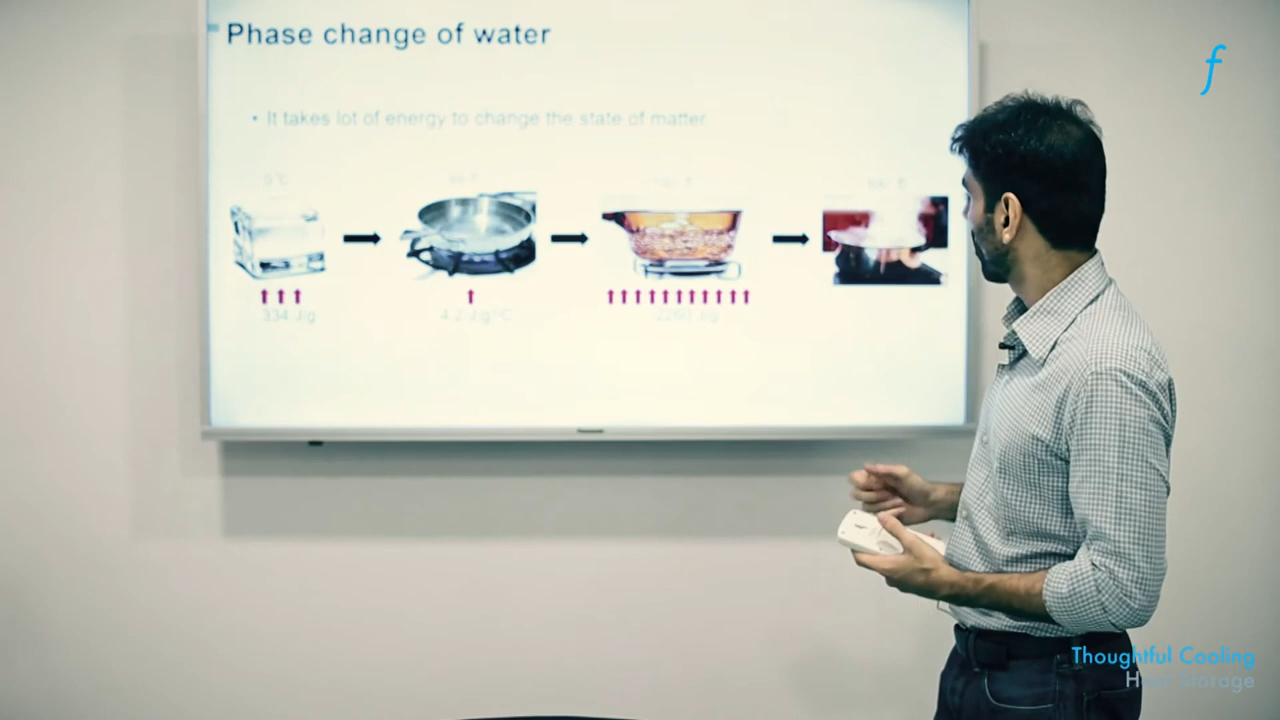 Phase change of water
• It takes lot of energy to change the state of matter
0°C
334 J/g
4.2 J/g°C
2260 J/g
f
Thoughtful Cooling
Heat Storage